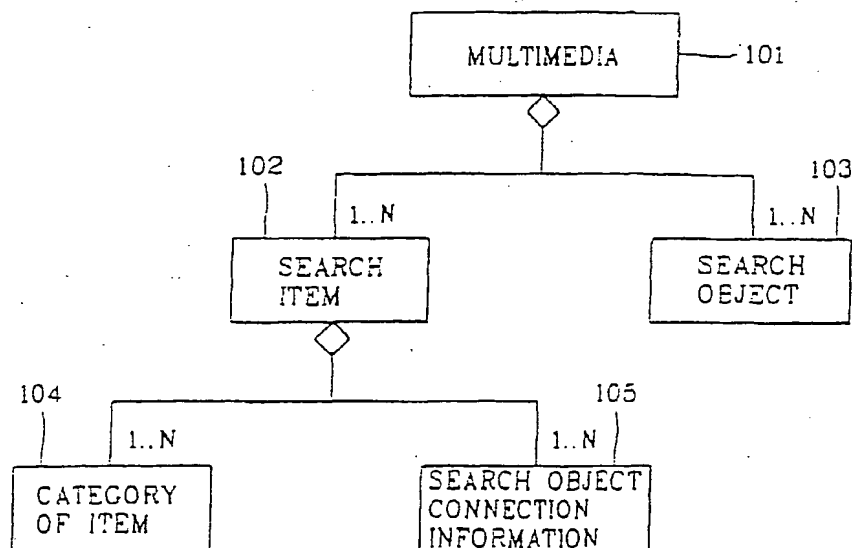 MULTIMEDIA
101
102
103
1..N
1..N
SEARCH
ITEM
SEARCH
OBJECT
104
105
1..N
1..N
CATEGORY
OF ITEM
SEARCH OBJECT
CONNECTION
INFORMATION